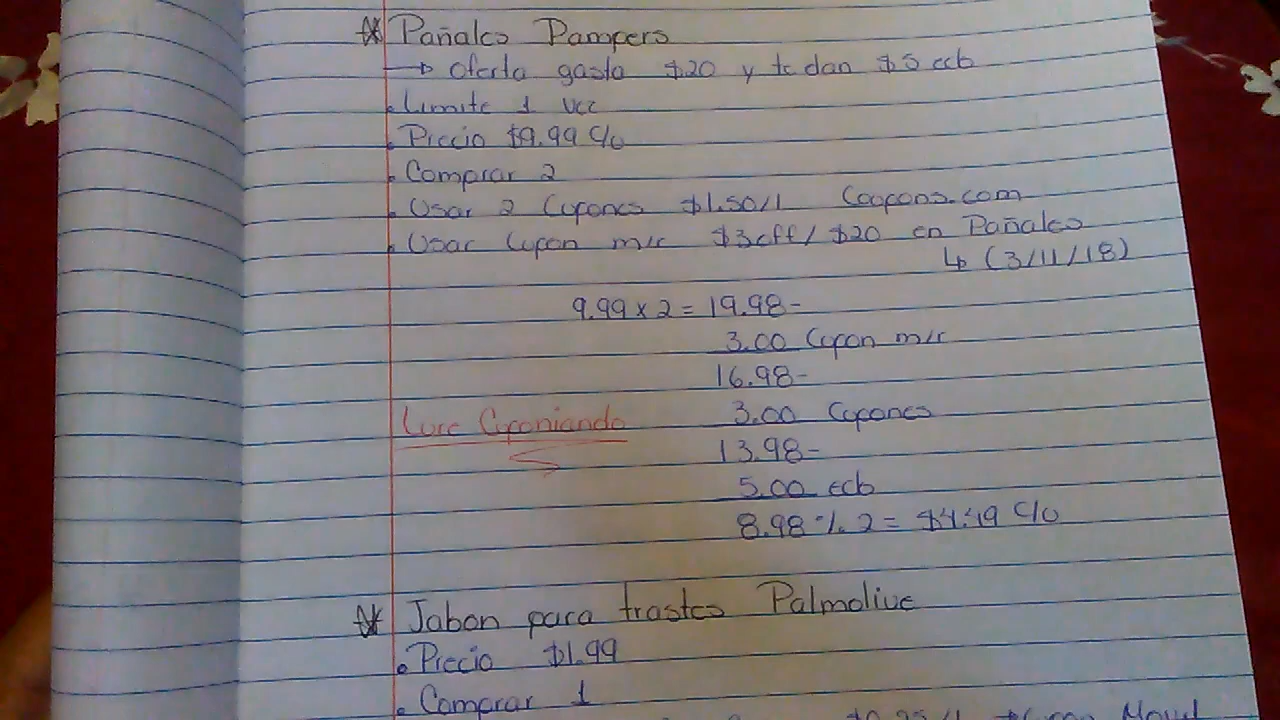 * Pañales Pampers
→ Oferta gasta $20 y te dan $5 ecb
• Limite 1 vez
• Precio $9.99 c/u
• Comprar 2
• Usar 2 Cupones $1.50/1 Coupons.com
• Usar Cupon m/c $3off/$20 en Pañales
↳ (3/11/18)
9.99 x 2 = 19.98-
3.00 Cupon m/c
16.98-
Lore Cuponiando
3.00 Cupones
13.98-
5.00 ecb
8.98 % 2 = $4.49 c/u
* Jabon para trastes Palmolive
• Precio $1.99
• Comprar 1